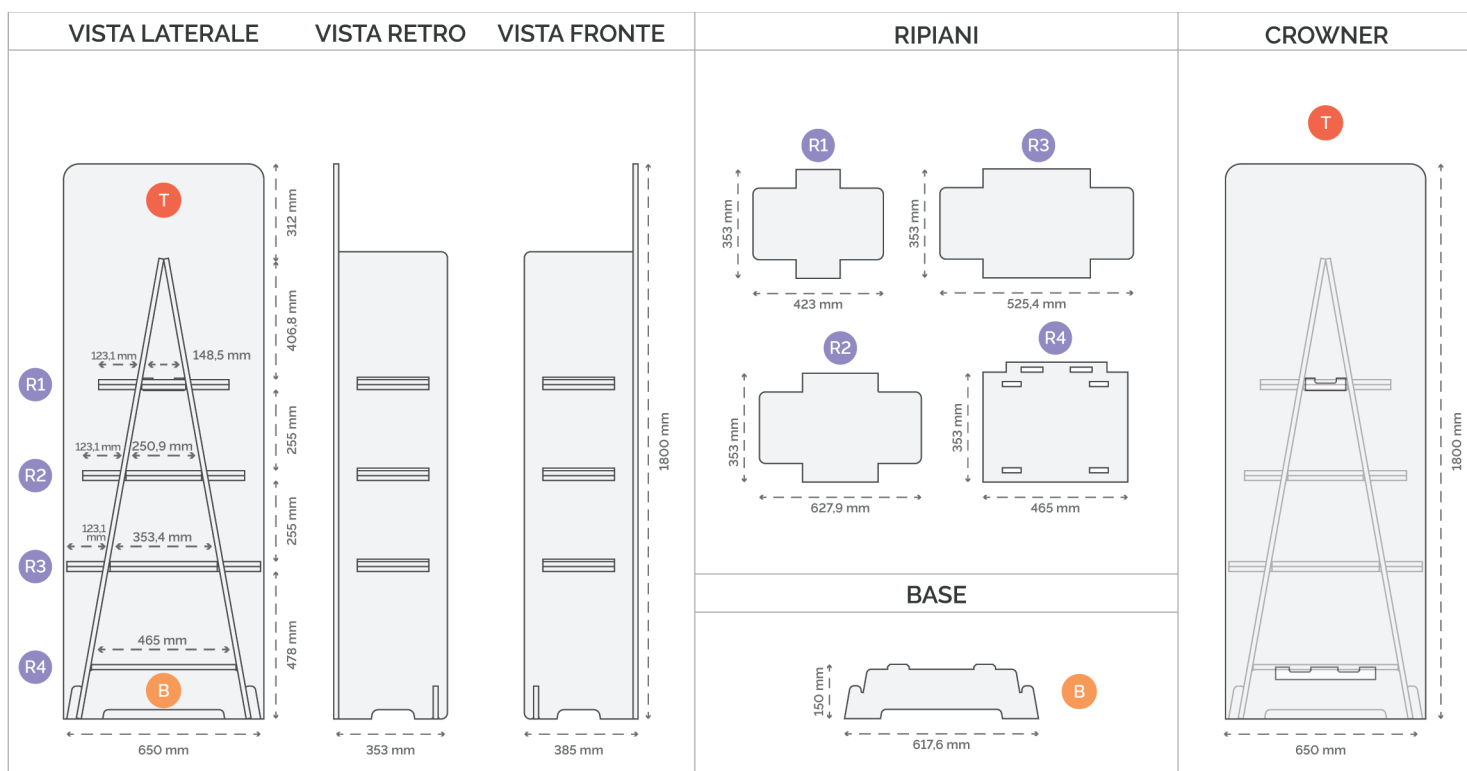 VISTA LATERALE
VISTA RETRO
VISTA FRONTE
RIPIANI
CROWNER
T
312 mm
406,8 mm
123,1 mm
148,5 mm
R1
255 mm
123,1 mm
250,9 mm
R2
255 mm
123,1
mm
353,4 mm
R3
478 mm
465 mm
R4
B
650 mm
353 mm
385 mm
1800 mm
R1
353 mm
423 mm
R3
353 mm
525,4 mm
R2
353 mm
627,9 mm
R4
353 mm
465 mm
BASE
150 mm
B
617,6 mm
T
1800 mm
650 mm